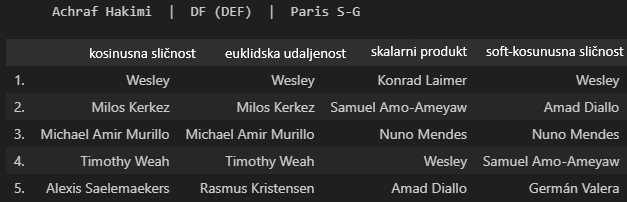 Achraf Hakimi | DF (DEF) | Paris S-G
kosinusna sličnost euklidska udaljenost skalarni produkt soft-kosunusna sličnost
1. Wesley Wesley Konrad Laimer Wesley
2. Milos Kerkez Milos Kerkez Samuel Amo-Ameyaw Amad Diallo
3. Michael Amir Murillo Michael Amir Murillo Nuno Mendes Nuno Mendes
4. Timothy Weah Timothy Weah Wesley Samuel Amo-Ameyaw
5. Alexis Saelemaekers Rasmus Kristensen Amad Diallo Germán Valera